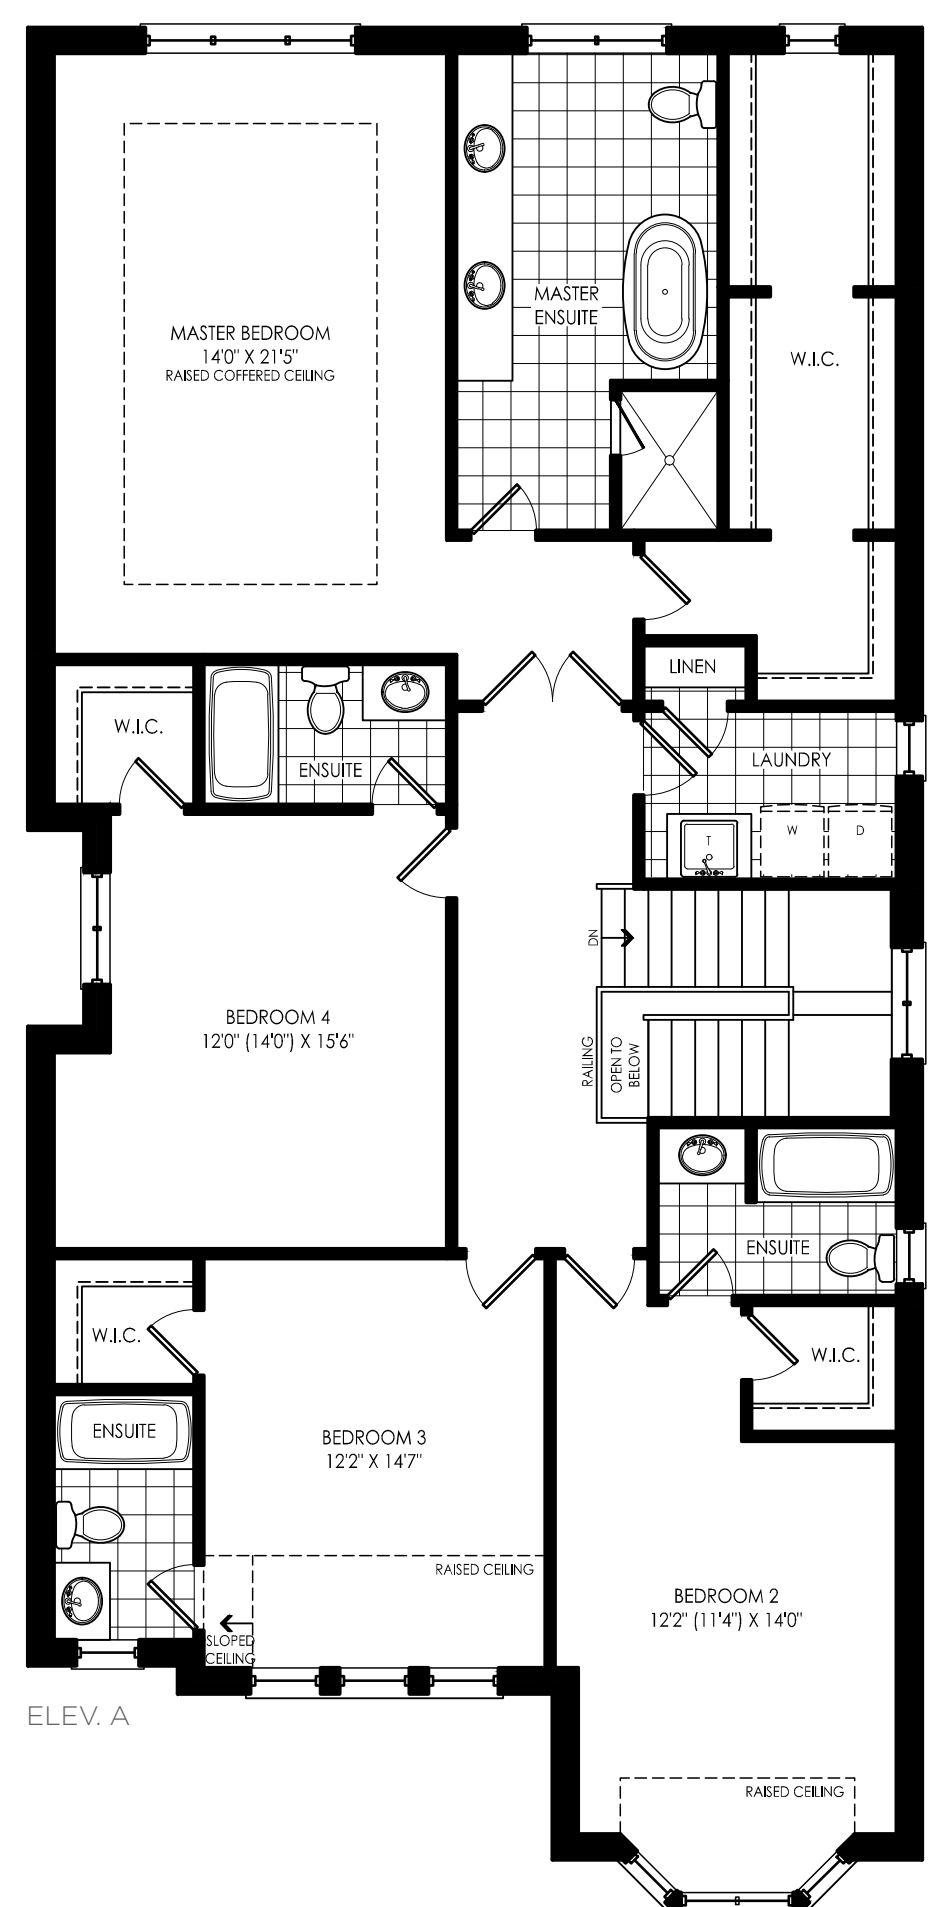 MASTER BEDROOM
14'0" X 21'5"
RAISED COFFERED CEILING
MASTER
ENSUITE
W.I.C.
LINEN
W.I.C.
ENSUITE
LAUNDRY
T
W
D
DN
BEDROOM 4
12'0" (14'0") X 15'6"
RAILING
OPEN TO
BELOW
ENSUITE
W.I.C.
W.I.C.
ENSUITE
BEDROOM 3
12'2" X 14'7"
RAISED CEILING
SLOPED
CEILING
BEDROOM 2
12'2" (11'4") X 14'0"
ELEV. A
RAISED CEILING